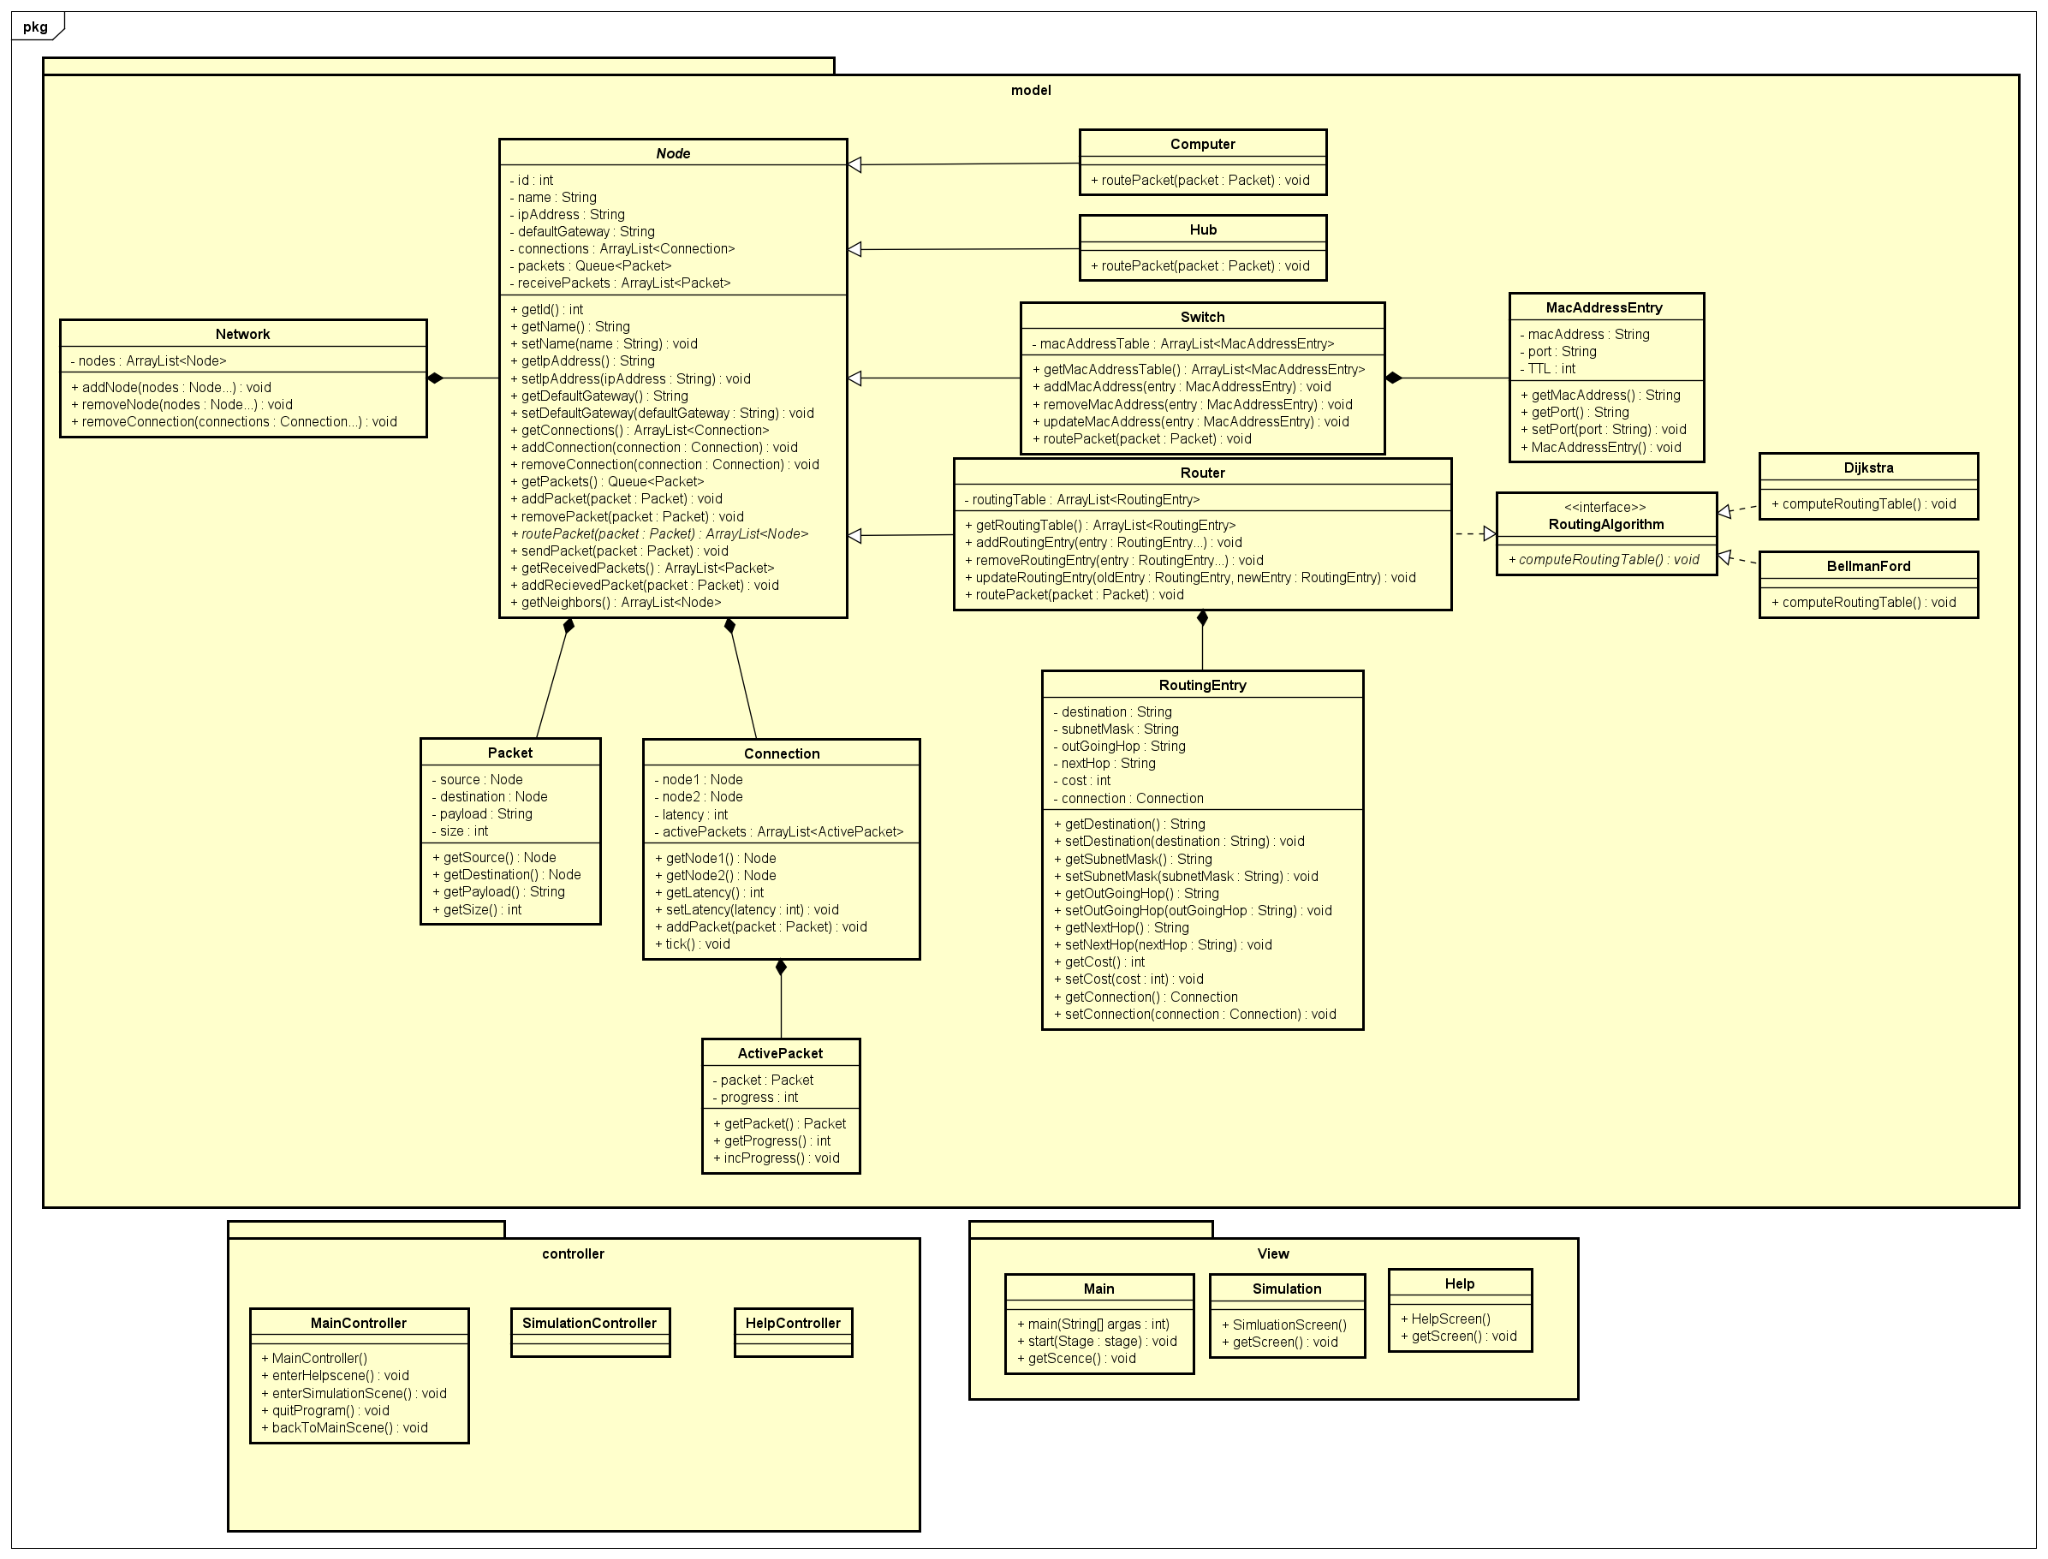 pkg
model
Node
- id : int
- name : String
- ipAddress : String
- defaultGateway : String
- connections : ArrayList<Connection>
- packets : Queue<Packet>
- receivePackets : ArrayList<Packet>
+ getId() : int
+ getName() : String
+ setName(name : String) : void
+ getIpAddress() : String
+ setIpAddress(ipAddress : String) : void
+ getDefaultGateway() : String
+ setDefaultGateway(defaultGateway : String) : void
+ getConnections() : ArrayList<Connection>
+ addConnection(connection : Connection) : void
+ removeConnection(connection : Connection) : void
+ getPackets() : Queue<Packet>
+ addPacket(packet : Packet) : void
+ removePacket(packet : Packet) : void
+ routePacket(packet : Packet) : ArrayList<Node>
+ sendPacket(packet : Packet) : void
+ getReceivedPackets() : ArrayList<Packet>
+ addRecievedPacket(packet : Packet) : void
+ getNeighbors() : ArrayList<Node>
Computer
+ routePacket(packet : Packet) : void
Hub
+ routePacket(packet : Packet) : void
Network
- nodes : ArrayList<Node>
+ addNode(nodes : Node...) : void
+ removeNode(nodes : Node...) : void
+ removeConnection(connections : Connection...) : void
Switch
- macAddressTable : ArrayList<MacAddressEntry>
+ getMacAddressTable() : ArrayList<MacAddressEntry>
+ addMacAddress(entry : MacAddressEntry) : void
+ removeMacAddress(entry : MacAddressEntry) : void
+ updateMacAddress(entry : MacAddressEntry) : void
+ routePacket(packet : Packet) : void
MacAddressEntry
- macAddress : String
- port : String
- TTL : int
+ getMacAddress() : String
+ getPort() : String
+ setPort(port : String) : void
+ MacAddressEntry() : void
Router
- routingTable : ArrayList<RoutingEntry>
+ getRoutingTable() : ArrayList<RoutingEntry>
+ addRoutingEntry(entry : RoutingEntry...) : void
+ removeRoutingEntry(entry : RoutingEntry...) : void
+ updateRoutingEntry(oldEntry : RoutingEntry, newEntry : RoutingEntry) : void
+ routePacket(packet : Packet) : void
<<interface>>
RoutingAlgorithm
+ computeRoutingTable() : void
Dijkstra
+ computeRoutingTable() : void
BellmanFord
+ computeRoutingTable() : void
Packet
- source : Node
- destination : Node
- payload : String
- size : int
+ getSource() : Node
+ getDestination() : Node
+ getPayload() : String
+ getSize() : int
Connection
- node1 : Node
- node2 : Node
- latency : int
- activePackets : ArrayList<ActivePacket>
+ getNode1() : Node
+ getNode2() : Node
+ getLatency() : int
+ setLatency(latency : int) : void
+ addPacket(packet : Packet) : void
+ tick() : void
RoutingEntry
- destination : String
- subnetMask : String
- outGoingHop : String
- nextHop : String
- cost : int
- connection : Connection
+ getDestination() : String
+ setDestination(destination : String) : void
+ getSubnetMask() : String
+ setSubnetMask(subnetMask : String) : void
+ getOutGoingHop() : String
+ setOutGoingHop(outGoingHop : String) : void
+ getNextHop() : String
+ setNextHop(nextHop : String) : void
+ getCost() : int
+ setCost(cost : int) : void
+ getConnection() : Connection
+ setConnection(connection : Connection) : void
ActivePacket
- packet : Packet
- progress : int
+ getPacket() : Packet
+ getProgress() : int
+ incProgress() : void
controller
MainController
+ MainController()
+ enterHelpscene() : void
+ enterSimulationScene() : void
+ quitProgram() : void
+ backToMainScene() : void
SimulationController
HelpController
View
Main
+ main(String[] argas : int)
+ start(Stage : stage) : void
+ getScence() : void
Simulation
+ SimluationScreen()
+ getScreen() : void
Help
+ HelpScreen()
+ getScreen() : void